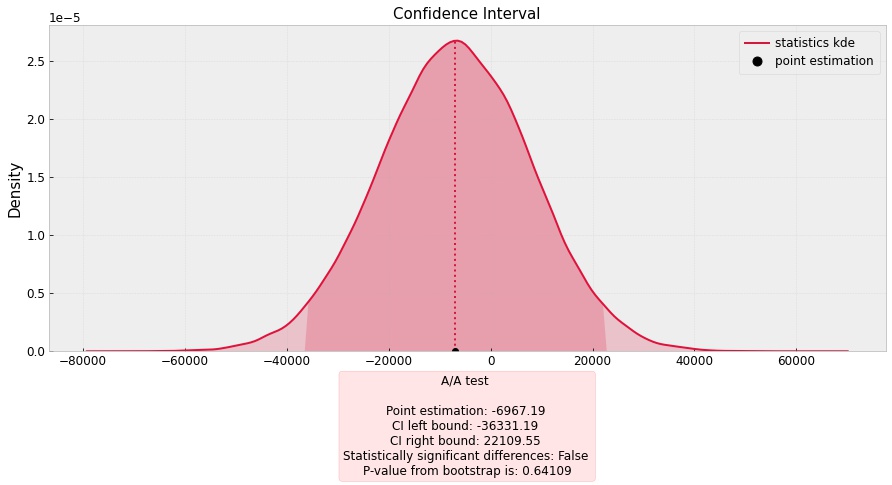 Confidence Interval
1e−5
statistics kde
point estimation
Density
2.5
2.0
1.5
1.0
0.5
0.0
−80000 −60000 −40000 −20000 0 20000 40000 60000
A/A test
Point estimation: -6967.19
CI left bound: -36331.19
CI right bound: 22109.55
Statistically significant differences: False
P-value from bootstrap is: 0.64109